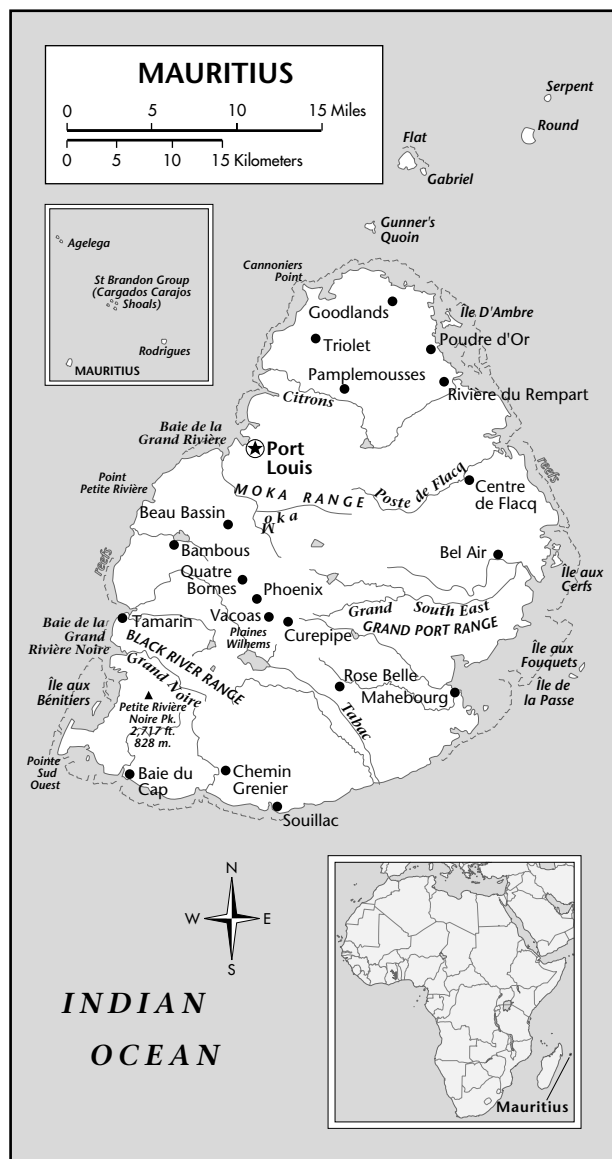 MAURITIUS
0 5 10 15 Miles
0 5 10 15 Kilometers
Serpent
Round
Flat
Gabriel
Gunner's
Quoin
Agelega
St Brandon Group
(Cargados Carajos
Shoals)
Rodrigues
MAURITIUS
Cannoniers
Point
Goodlands
Île D'Ambre
Triolet
Poudre d'Or
Pamplemousses
Citrons
Rivière du Rempart
Baie de la
Grand Rivière
Port
Louis
reefs
Point
Petite Rivière
MOKA RANGE
Poste de Flacq
Centre
de Flacq
Moka
Beau Bassin
Bambous
Bel Air
reefs
Quatre
Bornes
Phoenix
Île aux
Cerfs
Grand South East
Baie de la
Grand
Rivière Noire
Tamarin
Vacoas
Plaines
Wilhems
Curepipe
GRAND PORT RANGE
BLACK RIVER RANGE
Grand Noire
Île aux
Fouquets
Île de
la Passe
Île aux
Bénitiers
Rose Belle
Mahebourg
Petite Rivière
Noire Pk.
2,717 ft.
828 m.
Tabac
Pointe
Sud
Ouest
Baie du
Cap
Chemin
Grenier
Souillac
N
W E
S
INDIAN
OCEAN
Mauritius